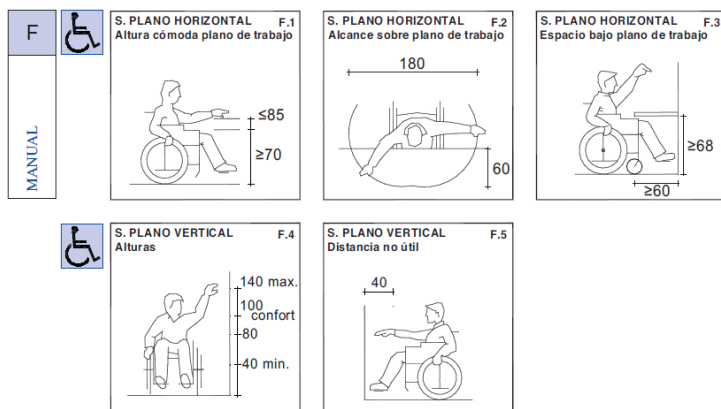 F
MANUAL
S. PLANO HORIZONTAL F.1
Altura cómoda plano de trabajo
≤85
≥70
S. PLANO HORIZONTAL F.2
Alcance sobre plano de trabajo
180
60
S. PLANO HORIZONTAL F.3
Espacio bajo plano de trabajo
≥68
≥60
S. PLANO VERTICAL F.4
Alturas
140 max.
100
confort
80
40 min.
S. PLANO VERTICAL F.5
Distancia no útil
40